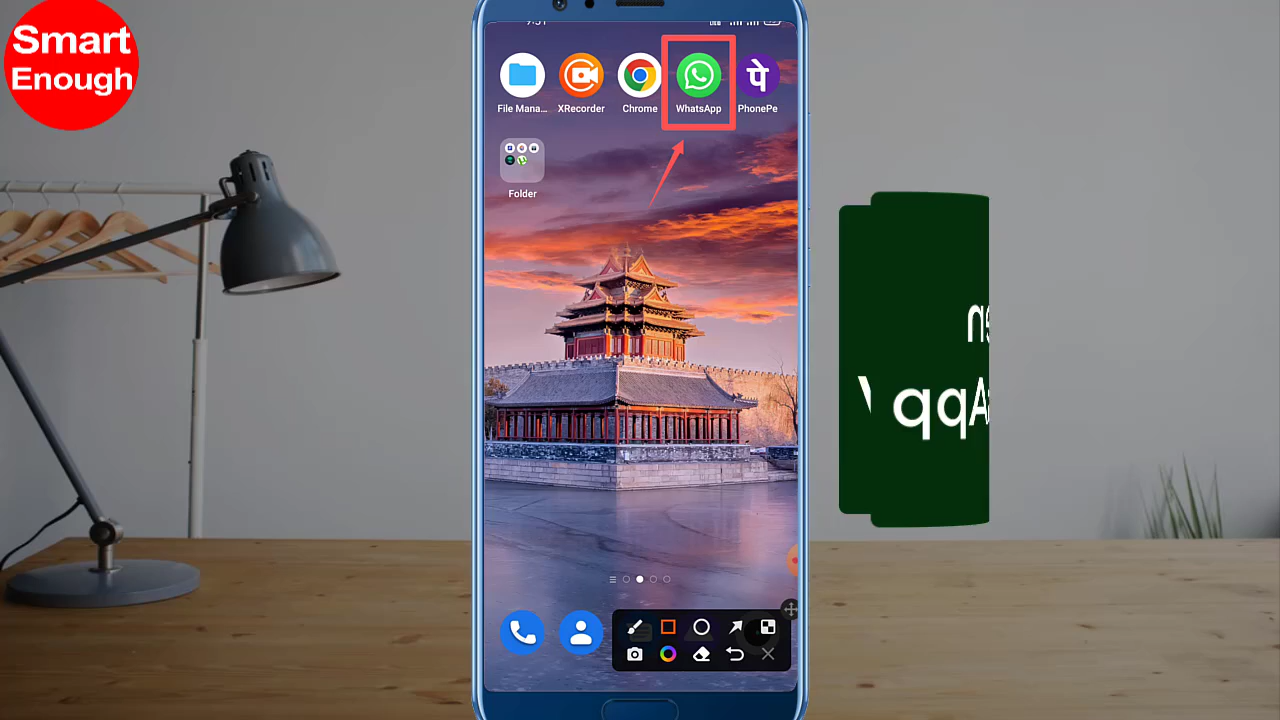 Smart
Enough
File Mana...
XRecorder
Chrome
WhatsApp
PhonePe
पे
Folder